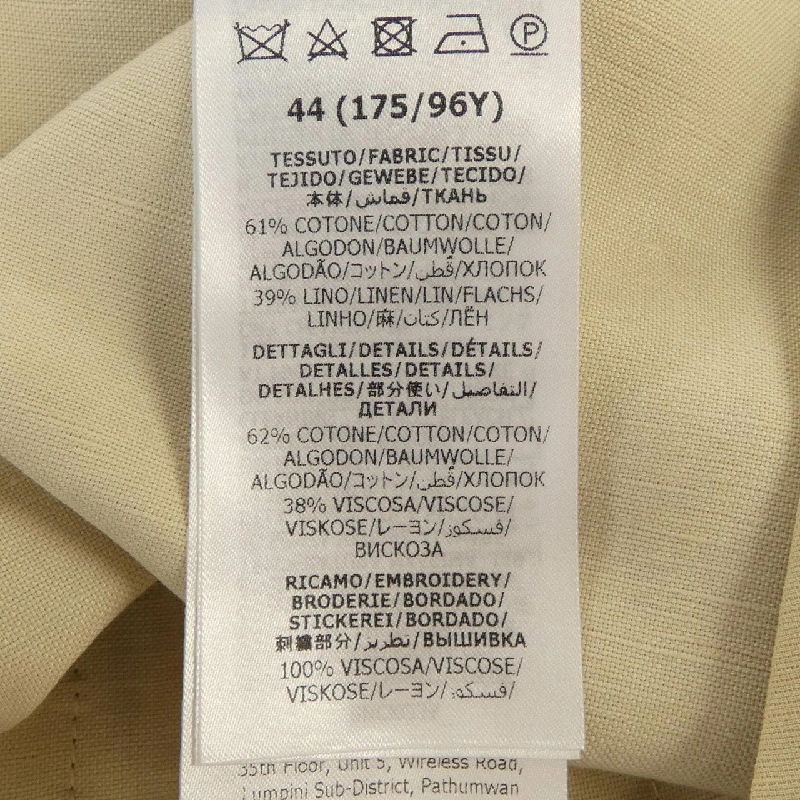 P
44 (175/96Y)
TESSUTO/FABRIC/TISSU/
TEJIDO/GEWEBE/TECIDO/
本体/قماش/ТКАНЬ
61% COTONE/COTTON/COTON/
ALGODON/BAUMWOLLE/
ALGODÃO/コットン/قطن/ХЛОПОК
39% LINO/LINEN/LIN/FLACHS/
LINHO/麻/كتان/ЛЁН
DETTAGLI/DETAILS/DÉTAILS/
DETALLES/DETAILS/
DETALHES/部分使い/التفاصيل/
ДЕТАЛИ
62% COTONE/COTTON/COTON/
ALGODON/BAUMWOLLE/
ALGODÃO/コットン/قطن/ХЛОПОК
38% VISCOSA/VISCOSE/
VISKOSE/レーヨン/فسكوز/
ВИСКОЗА
RICAMO/EMBROIDERY/
BRODERIE/BORDADO/
STICKEREI/BORDADO/
刺繍部分/تطريز/ВЫШИВКА
100% VISCOSA/VISCOSE/
VISKOSE/レーヨン/فسكوز/
35th Floor, Unit 5, Wireless Road,
Lumpini Sub-District, Pathumwan